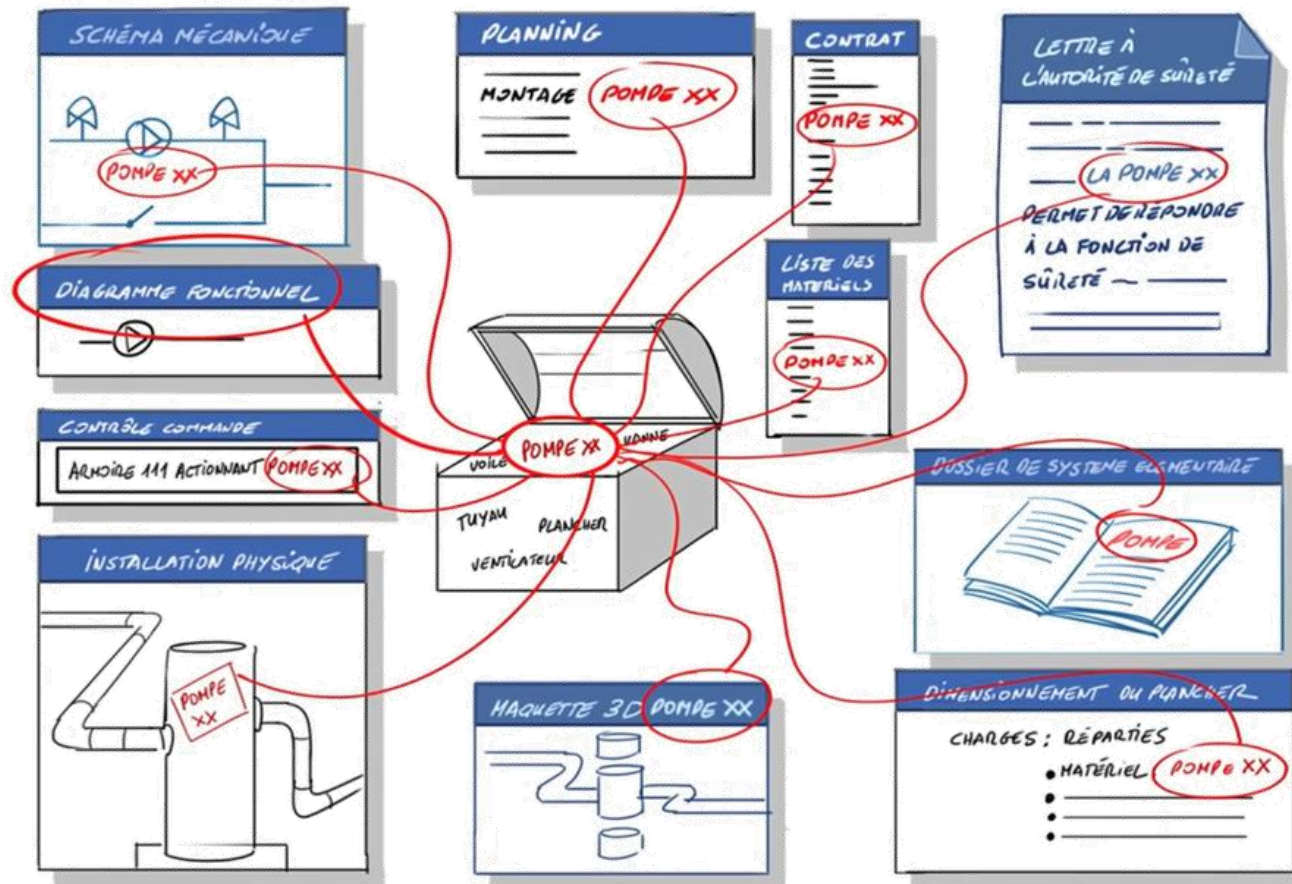 SCHÉMA MÉCANIQUE
POMPE XX
PLANNING
MONTAGE POMPE XX
CONTRAT
POMPE XX
LETTRE À
L'AUTORITÉ DE SÛRETÉ
LA POMPE XX
PERMET DE RÉPONDRE
À LA FONCTION DE
SÛRETÉ
DIAGRAMME FONCTIONNEL
LISTE DES
MATERIELS
POMPE XX
CONTRÔLE COMMANDE
ARMOIRE 111 ACTIONNANT POMPE XX
VOILE POMPE XX VANNE
TUYAU PLANCHER
VENTILATEUR
DOSSIER DE SYSTEME ELEMENTAIRE
POMPE
INSTALLATION PHYSIQUE
POMPE
XX
MAQUETTE 3D POMPE XX
DIMENSIONNEMENT DU PLANCHER
CHARGES : RÉPARTIES
• MATÉRIEL POMPE XX